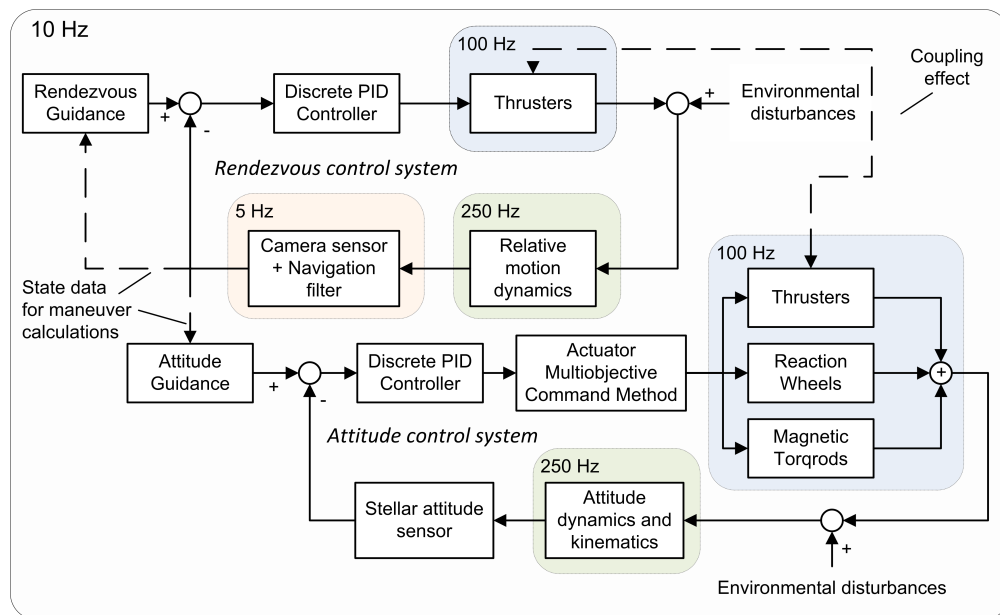 10 Hz
100 Hz
Coupling
effect
Rendezvous
Guidance
+
-
Discrete PID
Controller
Thrusters
+
Environmental
disturbances
Rendezvous control system
5 Hz
Camera sensor
+ Navigation
filter
250 Hz
Relative
motion
dynamics
State data
for maneuver
calculations
100 Hz
Thrusters
Attitude
Guidance
+
-
Discrete PID
Controller
Actuator
Multiobjective
Command Method
Reaction
Wheels
+
Magnetic
Torqrods
Attitude control system
250 Hz
Stellar attitude
sensor
Attitude
dynamics and
kinematics
+
Environmental disturbances